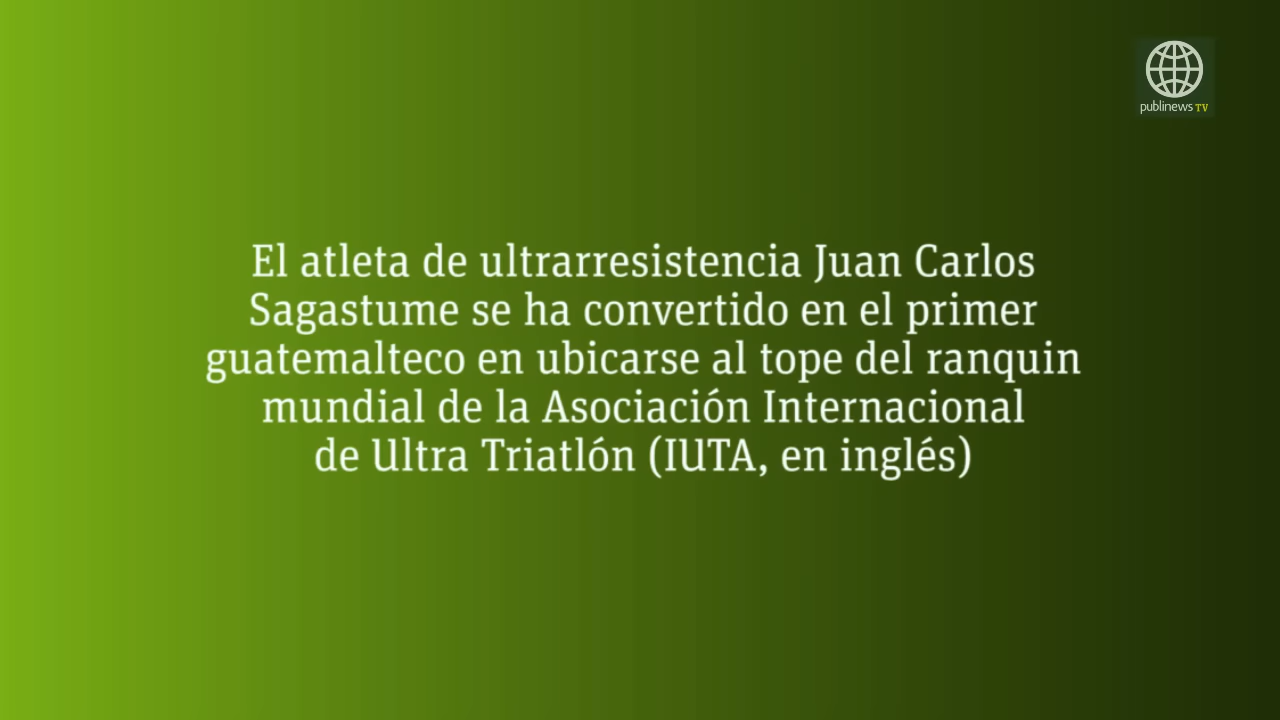 publinews TV
El atleta de ultrarresistencia Juan Carlos
Sagastume se ha convertido en el primer
guatemalteco en ubicarse al tope del ranquin
mundial de la Asociación Internacional
de Ultra Triatlón (IUTA, en inglés)